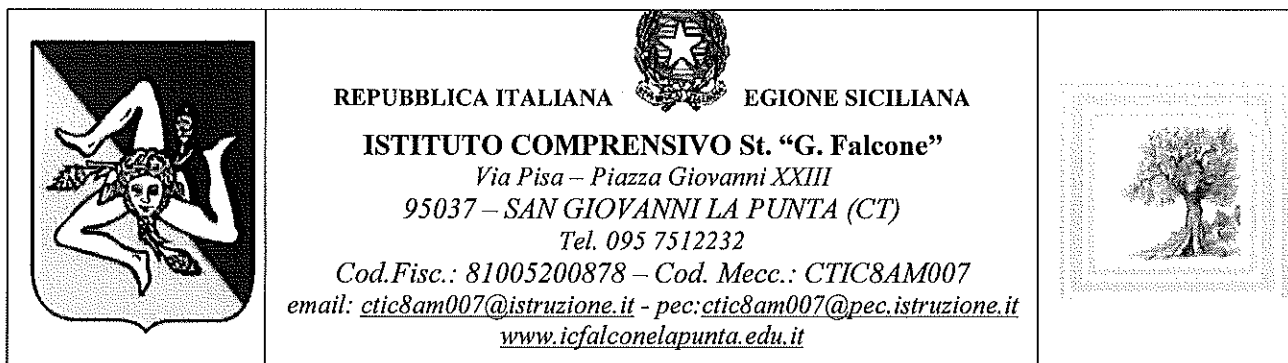 REPUBBLICA ITALIANA EGIONE SICILIANA
ISTITUTO COMPRENSIVO St. “G. Falcone”
Via Pisa – Piazza Giovanni XXIII
95037 – SAN GIOVANNI LA PUNTA (CT)
Tel. 095 7512232
Cod.Fisc.: 81005200878 – Cod. Mecc.: CTIC8AM007
email: ctic8am007@istruzione.it - pec:ctic8am007@pec.istruzione.it
www.icfalconelapunta.edu.it